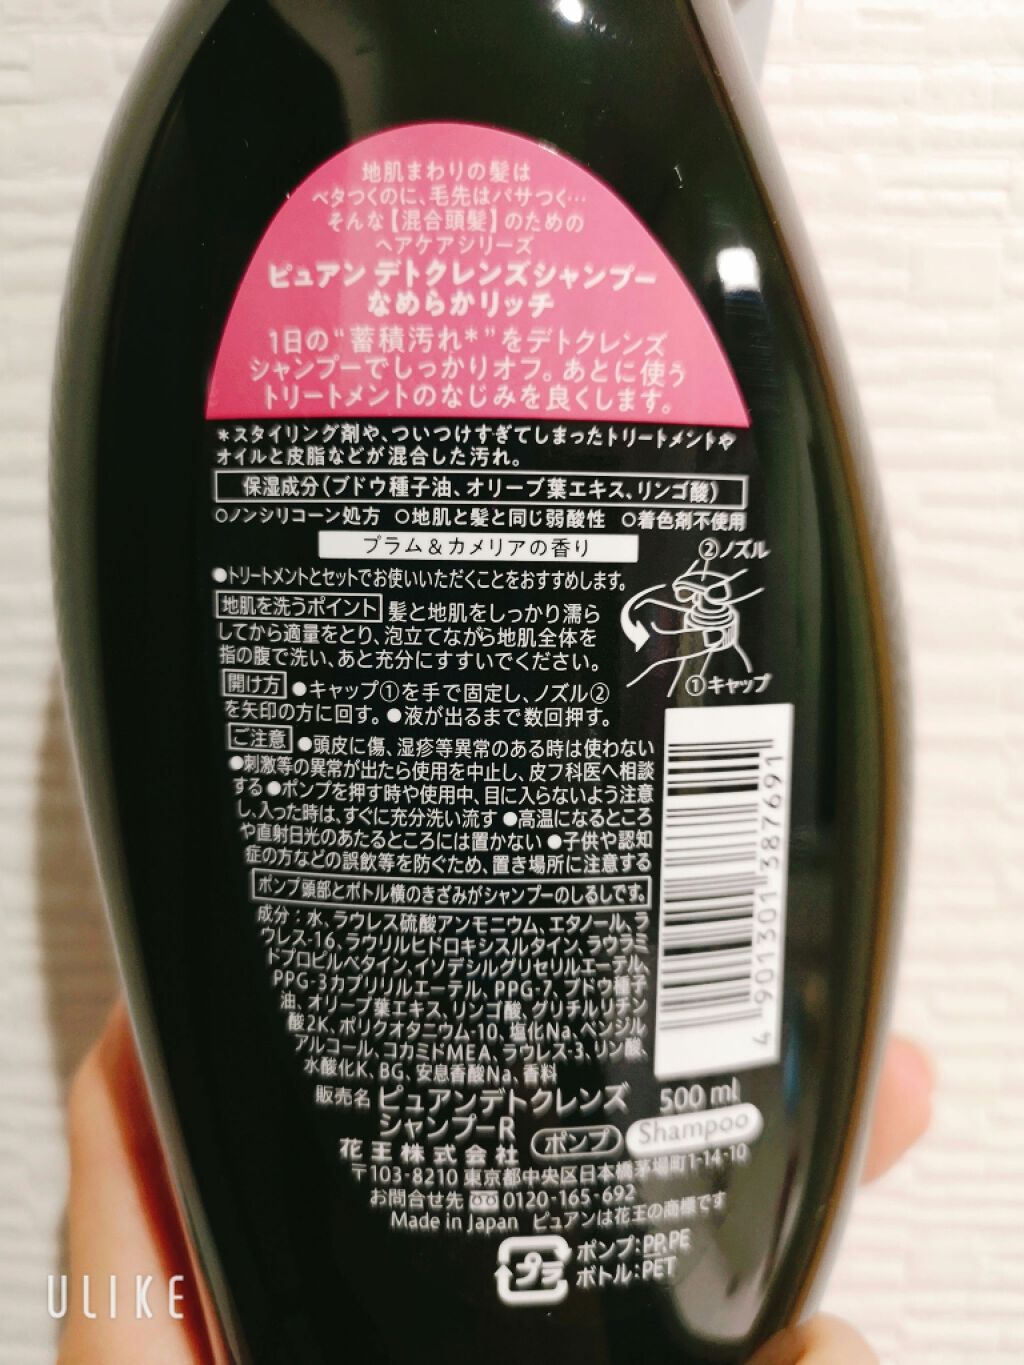 地肌まわりの髪は
ベタつくのに、毛先はパサつく…
そんな【混合頭髪】のための
ヘアケアシリーズ
ピュアン デトクレンズシャンプー
なめらかリッチ
1日の“蓄積汚れ*”をデトクレンズ
シャンプーでしっかりオフ。あとに使う
トリートメントのなじみを良くします。
*スタイリング剤や、ついつけすぎてしまったトリートメントや
オイルと皮脂などが混合した汚れ。
保湿成分(ブドウ種子油、オリーブ葉エキス、リンゴ酸)
○ノンシリコーン処方 ○地肌と髪と同じ弱酸性 ○着色剤不使用
プラム&カメリアの香り
②ノズル
●トリートメントとセットでお使いいただくことをおすすめします。
地肌を洗うポイント 髪と地肌をしっかり濡ら
してから適量をとり、泡立てながら地肌全体を
指の腹で洗い、あと充分にすすいでください。
①キャップ
開け方 ●キャップ①を手で固定し、ノズル②
を矢印の方に回す。●液が出るまで数回押す。
ご注意 ●頭皮に傷、湿疹等異常のある時は使わない
●刺激等の異常が出たら使用を中止し、皮フ科医へ相談
する●ポンプを押す時や使用中、目に入らないよう注意
し、入った時は、すぐに充分洗い流す ●高温になるところ
や直射日光のあたるところには置かない ●子供や認知
症の方などの誤飲等を防ぐため、置き場所に注意する
ポンプ頭部とボトル横のきざみがシャンプーのしるしです。
成分:水、ラウレス硫酸アンモニウム、エタノール、ラ
ウレス-16、ラウリルヒドロキシスルタイン、ラウラミ
ドプロピルベタイン、イソデシルグリセリルエーテル、
PPG-3カプリリルエーテル、PPG-7、ブドウ種子
油、オリーブ葉エキス、リンゴ酸、グリチルリチン
酸2K、ポリクオタニウム-10、塩化Na、ベンジル
アルコール、コカミドMEA、ラウレス-3、リン酸、
水酸化K、BG、安息香酸Na、香料
4 901301 387691
販売名 ピュアンデトクレンズ
シャンプーR
500 ml
ポンプ Shampoo
花王株式会社
〒103-8210 東京都中央区日本橋茅場町1-14-10
お問合せ先 0120-165-692
Made in Japan ピュアンは花王の商標です
プラ
ポンプ:PP,PE
ボトル:PET
ULIKE